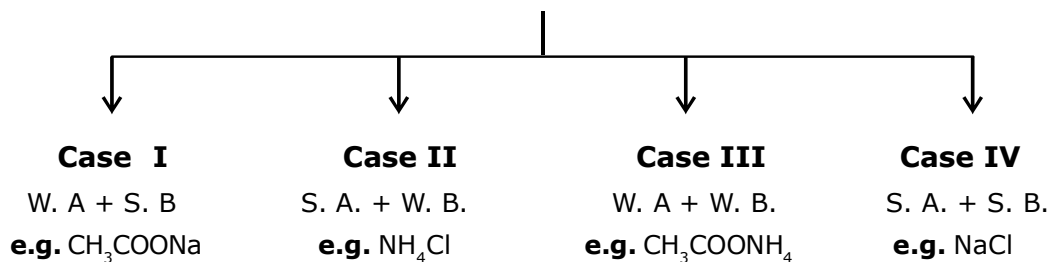 Case I Case II Case III Case IV
W. A + S. B S. A. + W. B. W. A + W. B. S. A. + S. B.
e.g. CH₃COONa e.g. NH₄Cl e.g. CH₃COONH₄ e.g. NaCl